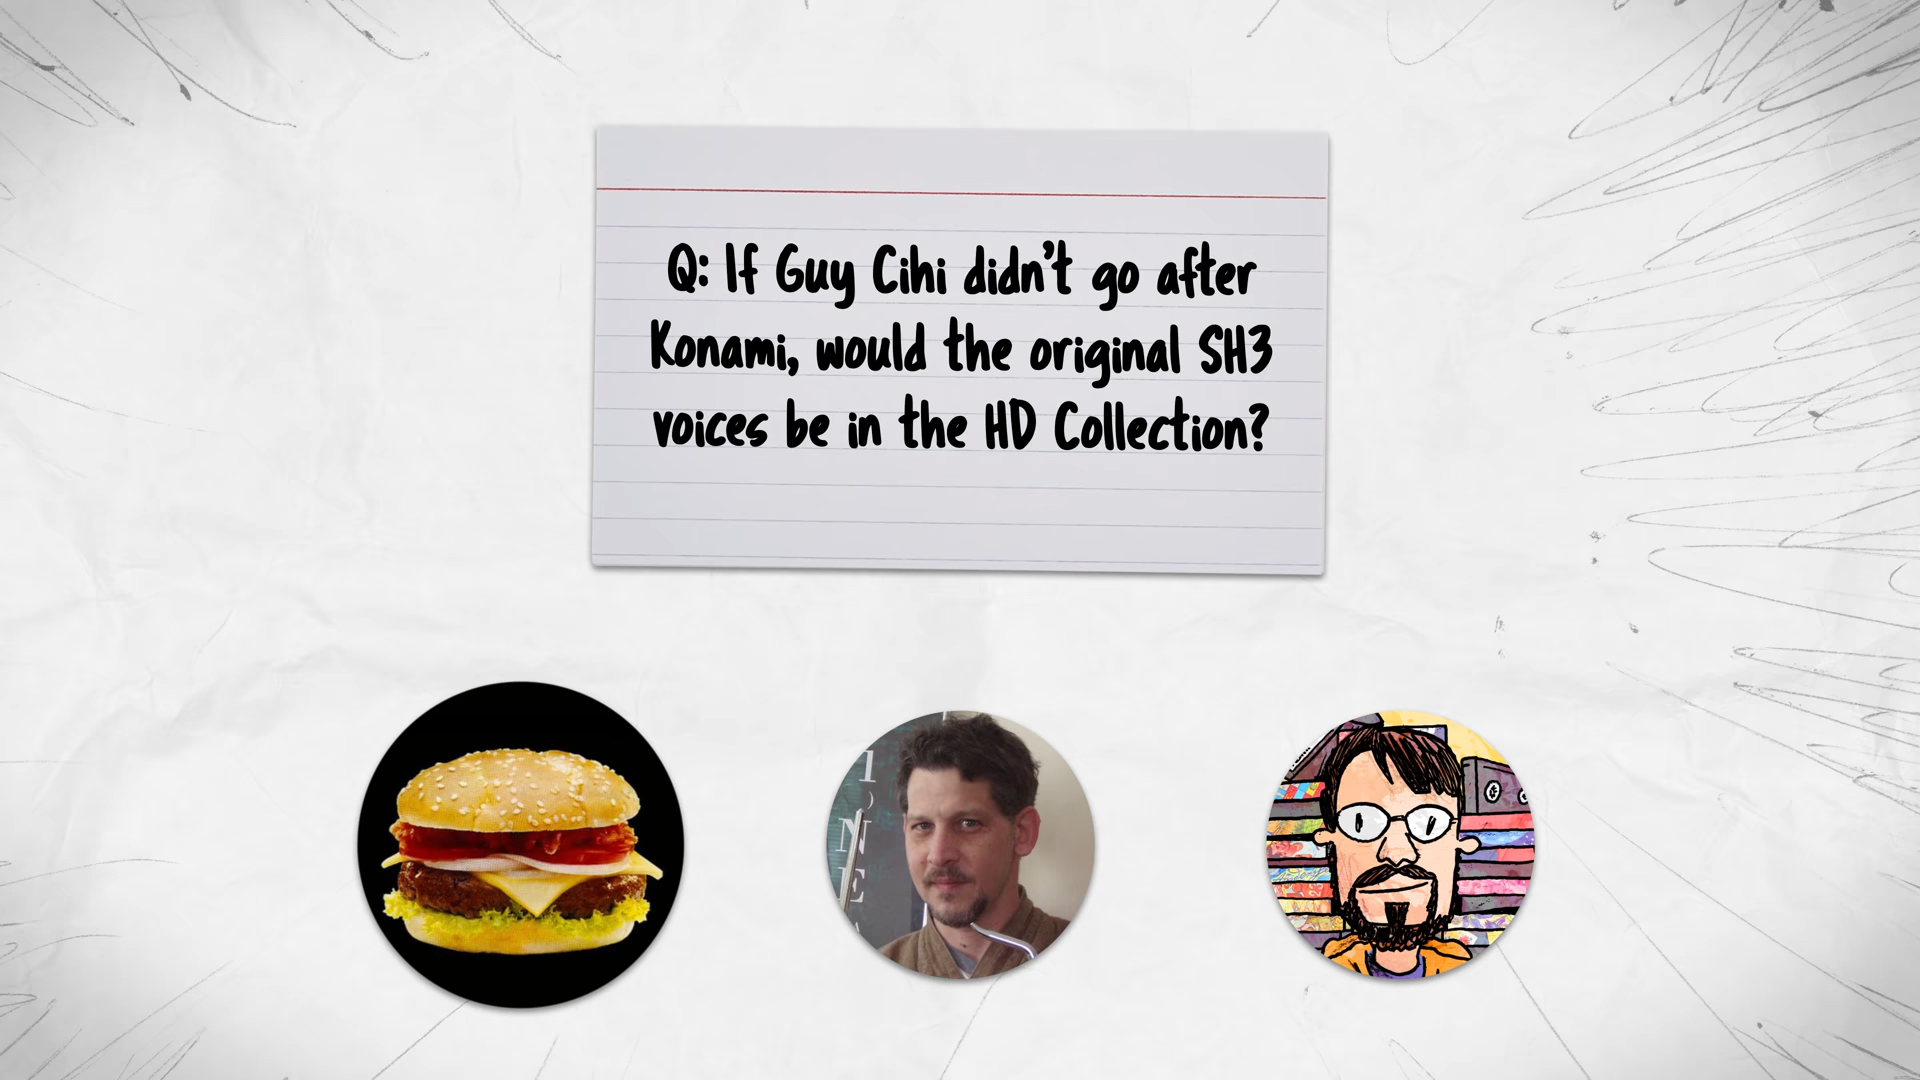 Q: If Guy Cihi didn't go after
Konami, would the original SH3
voices be in the HD Collection?